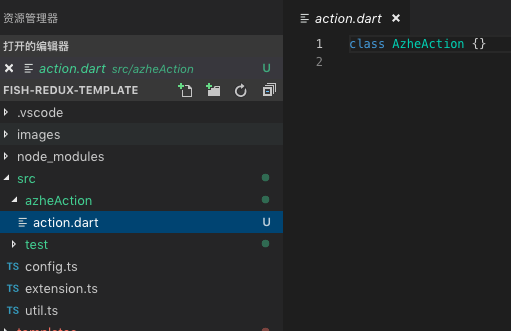 资源管理器
打开的编辑器
action.dart src/azheAction U
FISH-REDUX-TEMPLATE
.vscode
images
node_modules
src
azheAction
action.dart U
test
TS config.ts
TS extension.ts
TS util.ts
templates
action.dart
1 class AzheAction {}
2